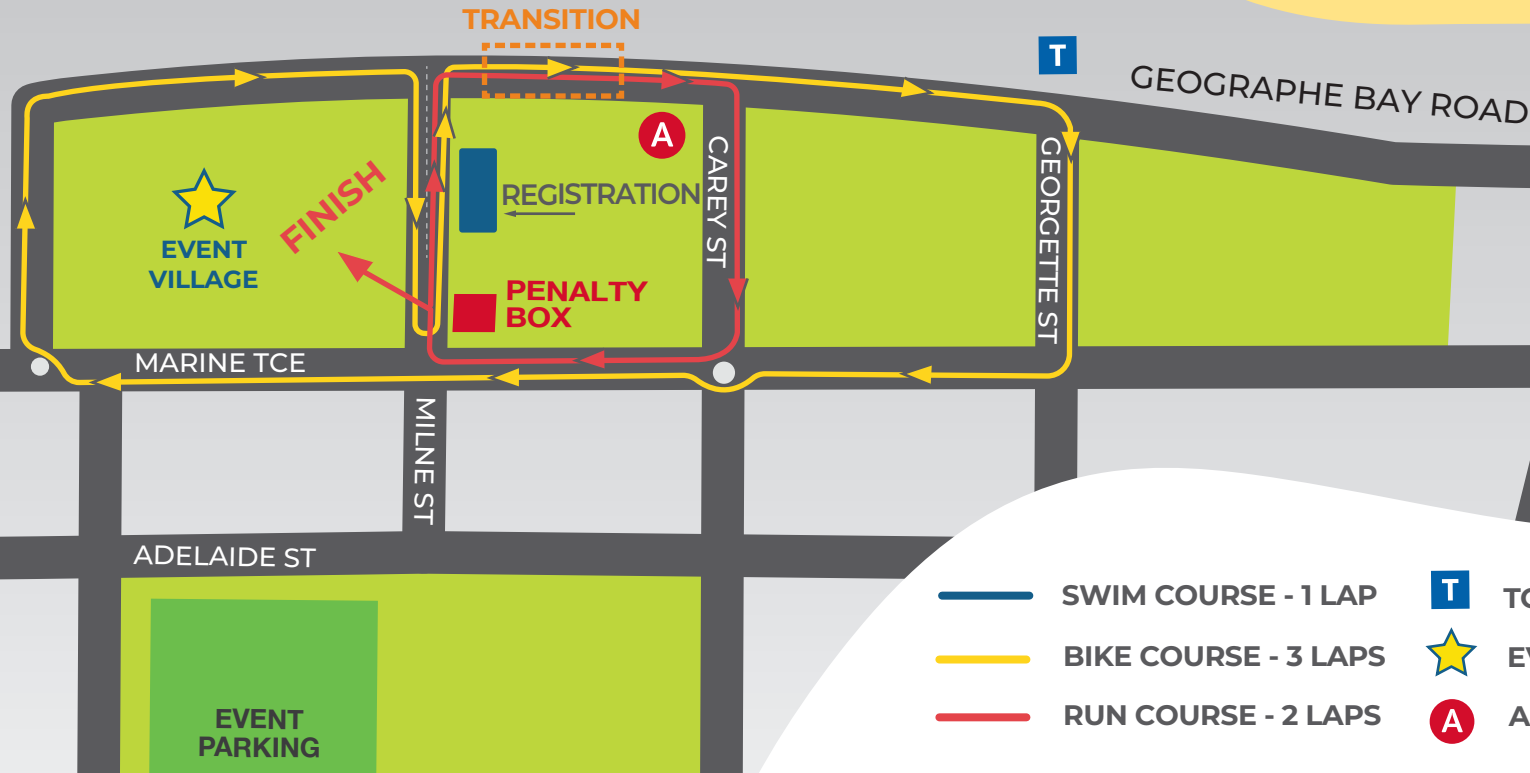 TRANSITION
T
GEOGRAPHE BAY ROAD
A
REGISTRATION
CAREY ST
GEORGETTE ST
FINISH
EVENT
VILLAGE
PENALTY
BOX
MARINE TCE
MILNE ST
ADELAIDE ST
EVENT
PARKING
SWIM COURSE - 1 LAP
T
BIKE COURSE - 3 LAPS
RUN COURSE - 2 LAPS
A